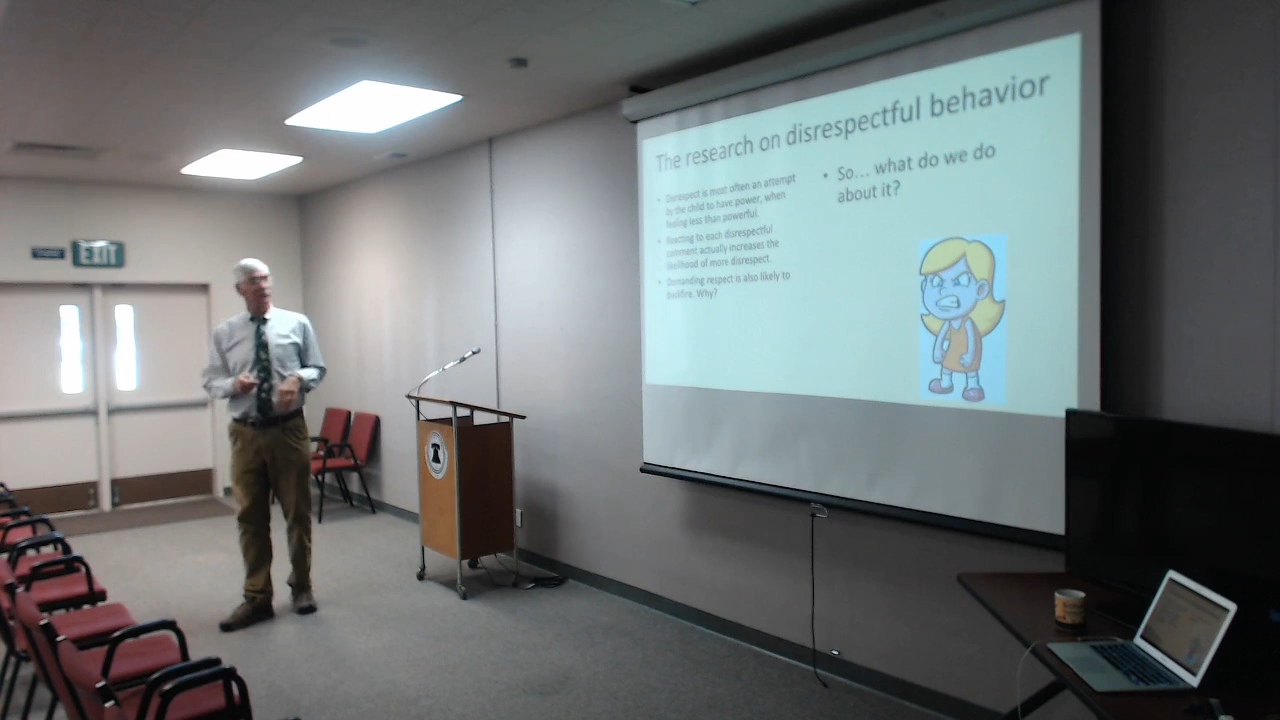 EXIT
The research on disrespectful behavior
• Disrespect is most often an attempt
by the child to have power, when
feeling less than powerful.
• Reacting to each disrespectful
comment actually increases the
likelihood of more disrespect.
• Demanding respect is also likely to
backfire. Why?
• So... what do we do
about it?